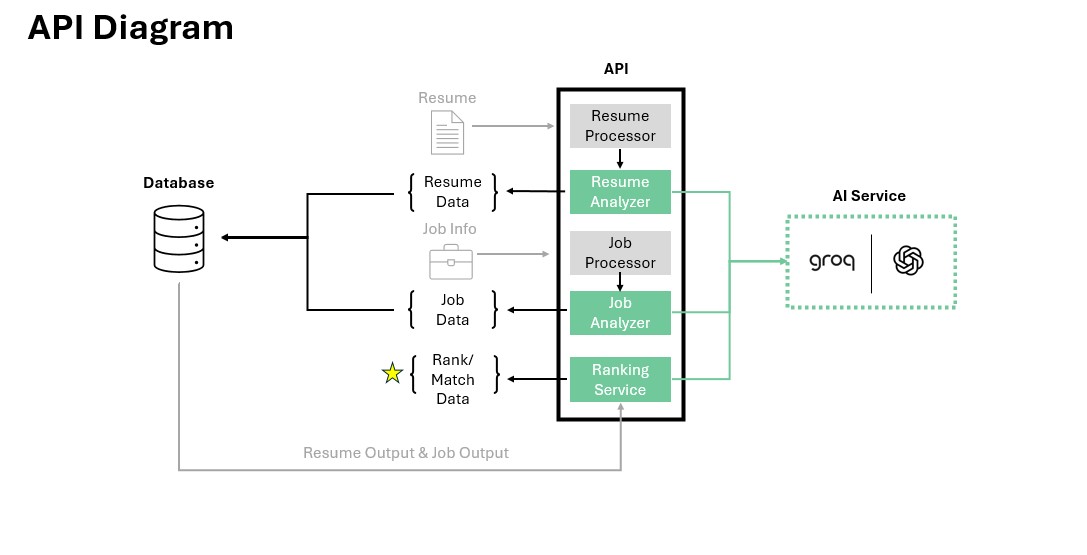 API Diagram
API
Resume
Resume
Processor
Database
Resume
Data
Resume
Analyzer
AI Service
Job Info
Job
Processor
groq
Job
Data
Job
Analyzer
Rank/
Match
Data
Ranking
Service
Resume Output & Job Output